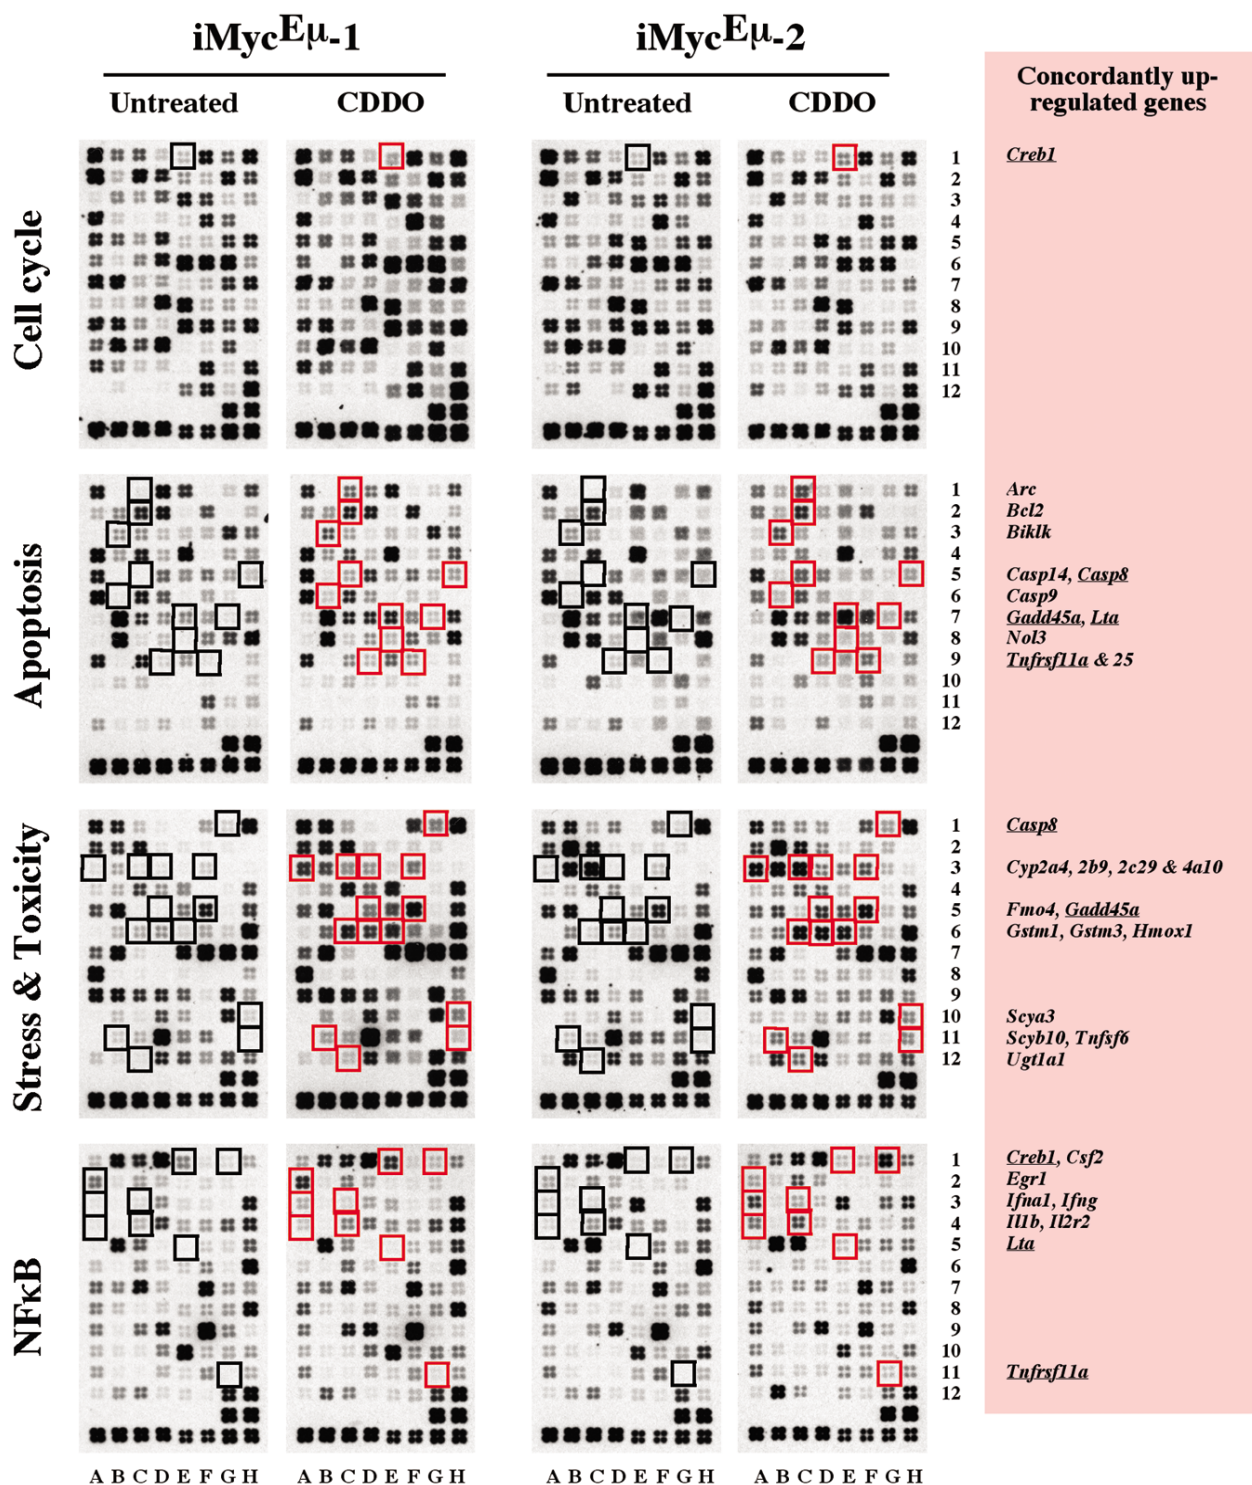 iMycEμ-1 iMycEμ-2
Untreated CDDO Untreated CDDO
Concordantly up-
regulated genes
Cell cycle
1 Creb1
2
3
4
5
6
7
8
9
10
11
12
Apoptosis
1 Arc
2 Bcl2
3 Biklk
4
5 Casp14, Casp8
6 Casp9
7 Gadd45a, Lta
8 Nol3
9 Tnfrsf11a & 25
10
11
12
Stress & Toxicity
1 Casp8
2
3 Cyp2a4, 2b9, 2c29 & 4a10
4
5 Fmo4, Gadd45a
6 Gstm1, Gstm3, Hmox1
7
8
9
10 Scya3
11 Scyb10, Tnfsf6
12 Ugt1a1
NFκB
1 Creb1, Csf2
2 Egr1
3 Ifna1, Ifng
4 Il1b, Il2r2
5 Lta
6
7
8
9
10
11 Tnfrsf11a
12
A B C D E F G H A B C D E F G H A B C D E F G H A B C D E F G H